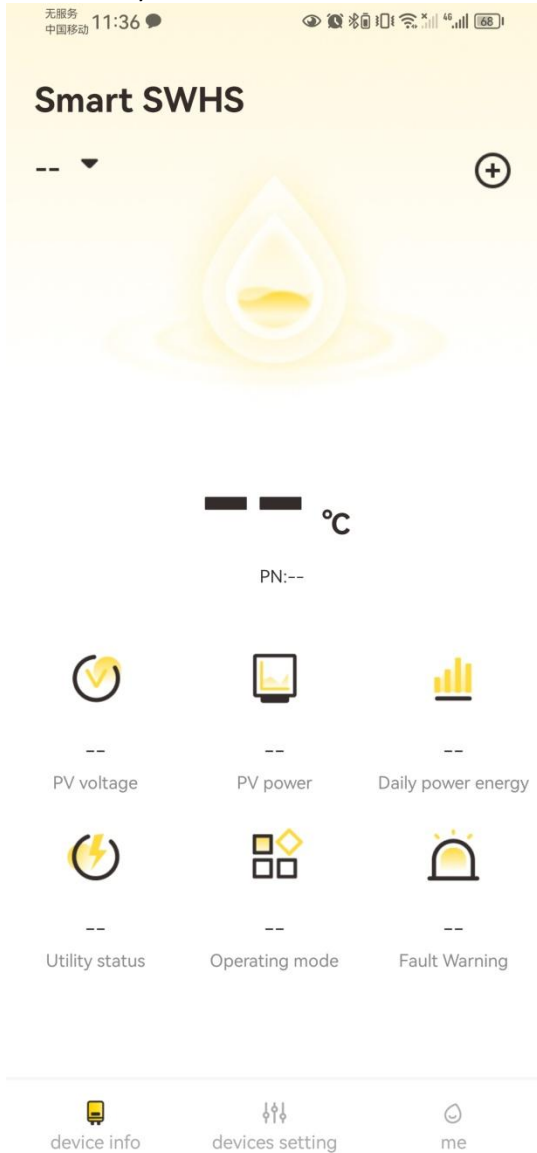 无服务
中国移动 11:36
46 68
Smart SWHS
--
-- °C
PN:--
-- -- --
PV voltage PV power Daily power energy
-- -- --
Utility status Operating mode Fault Warning
device info devices setting me